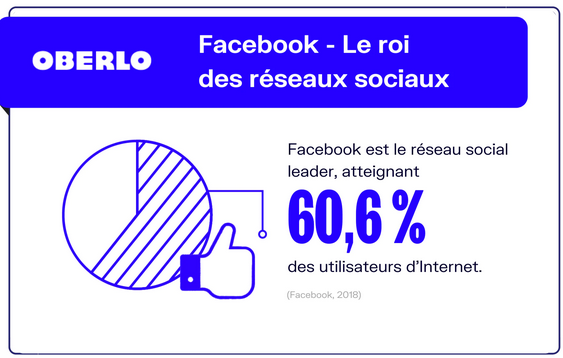 OBERLO
Facebook - Le roi
des réseaux sociaux
Facebook est le réseau social
leader, atteignant
60,6 %
des utilisateurs d’Internet.
(Facebook, 2018)